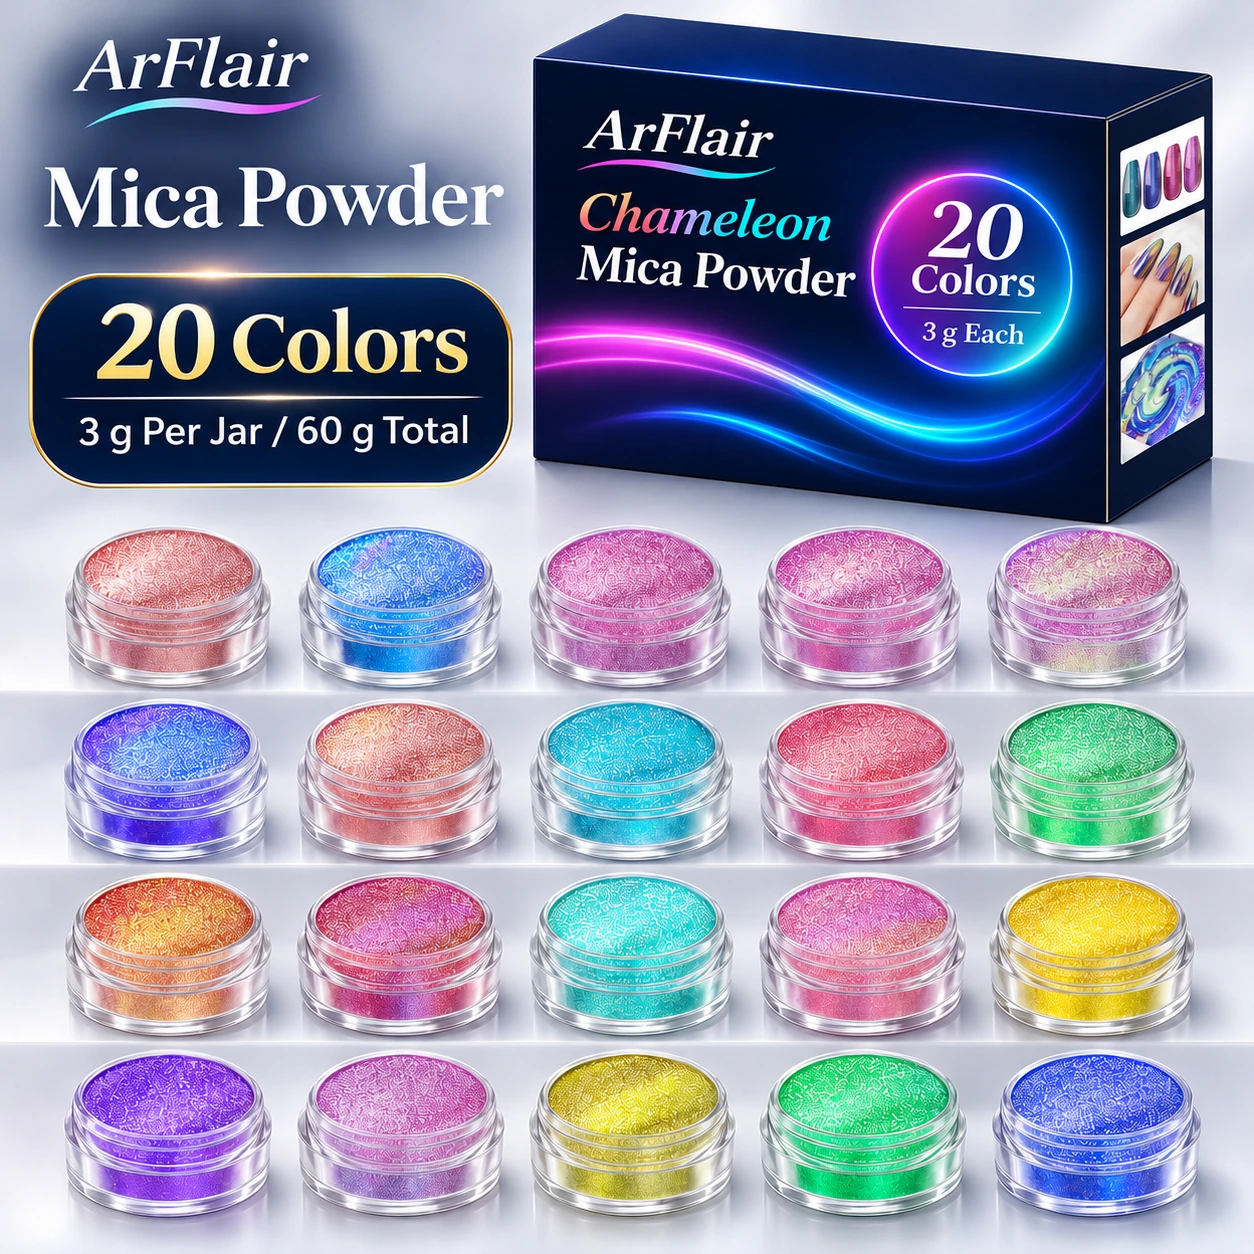 ArFlair
Mica Powder
20 Colors
3 g Per Jar / 60 g Total
ArFlair
Chameleon
Mica Powder
20
Colors
3 g Each